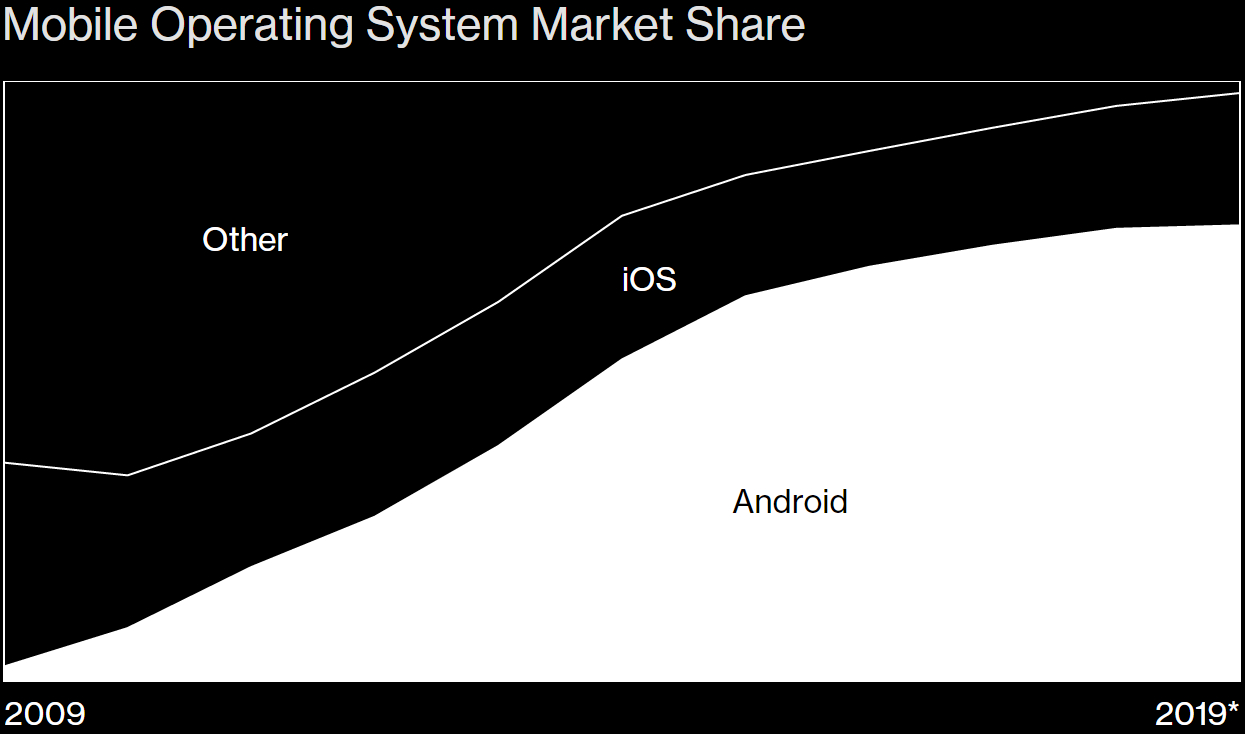 Mobile Operating System Market Share
Other
iOS
Android
2009
2019*